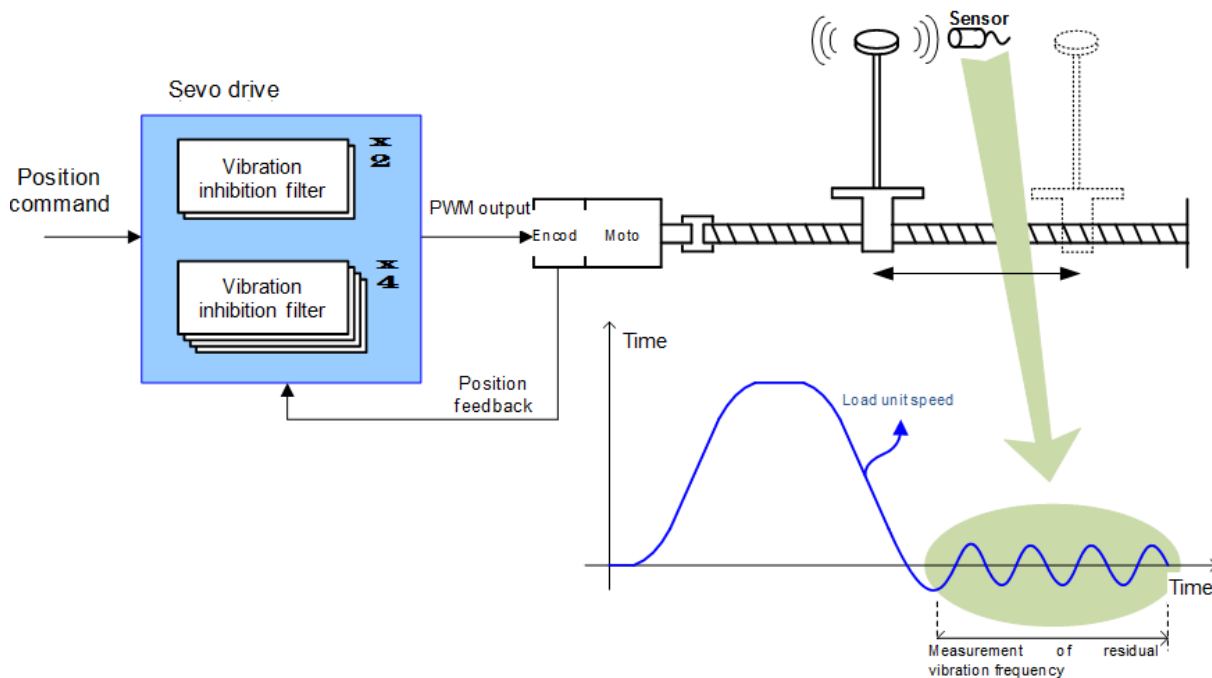 Sensor
Sevo drive
x
2
Vibration
inhibition filter
Position
command
PWM output
Encod
Moto
x
4
Vibration
inhibition filter
Position
feedback
Time
Load unit speed
Time
Measurement of residual
vibration frequency